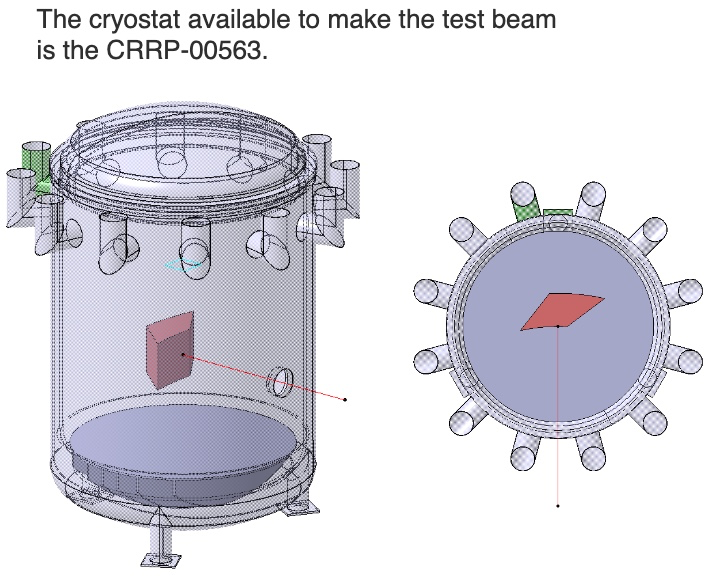 The cryostat available to make the test beam
is the CRRP-00563.